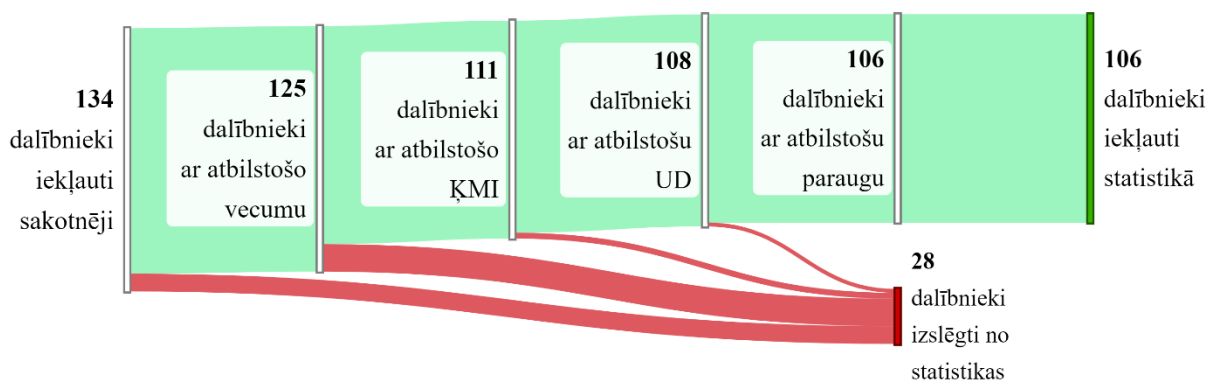 134
dalībnieki
iekļauti
sakotnēji
125
dalībnieki
ar atbilstošo
vecumu
111
dalībnieki
ar atbilstošo
ĶMI
108
dalībnieki
ar atbilstošu
UD
106
dalībnieki
ar atbilstošu
paraugu
106
dalībnieki
iekļauti
statistikā
28
dalībnieki
izslēgti no
statistikas